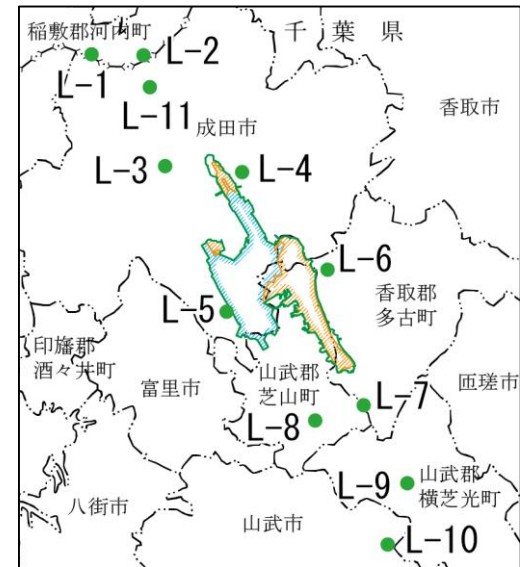 稲敷郡河内町
千葉県
L-2
L-1
香取市
L-11
成田市
L-3
L-4
L-6
香取郡
多古町
L-5
印旛郡
酒々井町
富里市
山武郡
芝山町
匝瑳市
L-7
L-8
L-9
山武郡
横芝光町
八街市
山武市
L-10